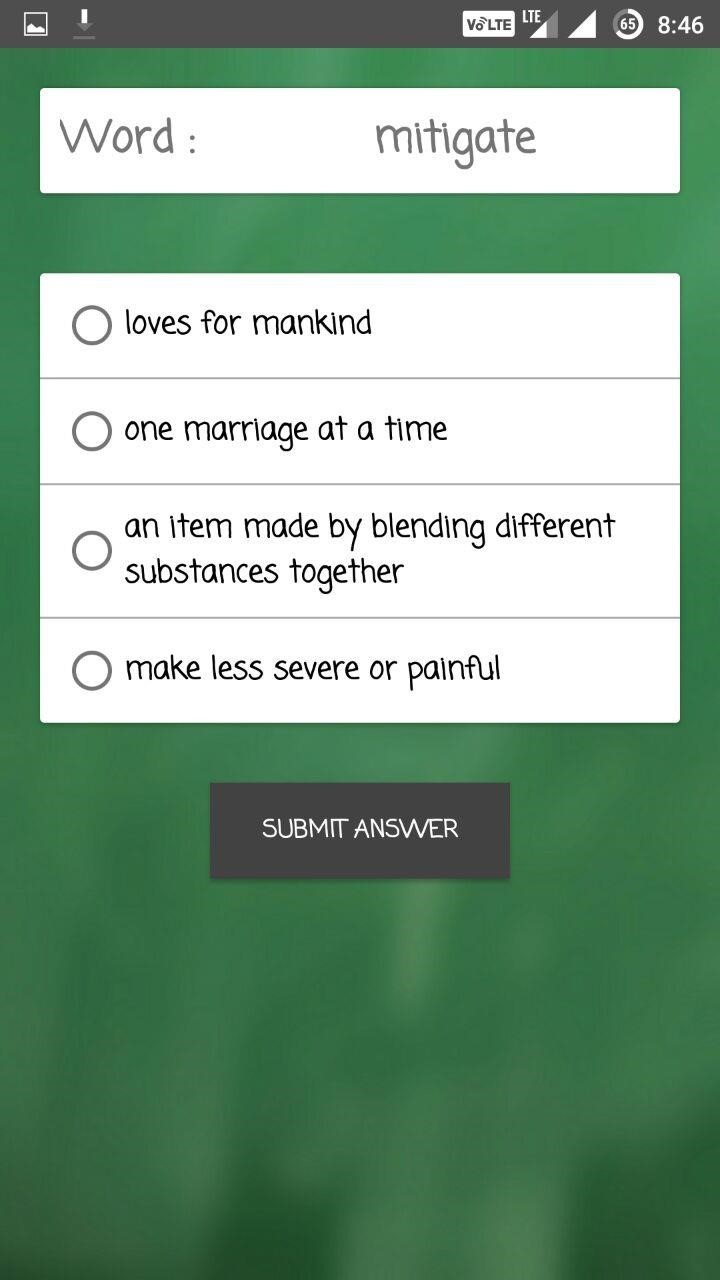 VoLTE LTE 65 8:46
Word : mitigate
loves for mankind
one marriage at a time
an item made by blending different
substances together
make less severe or painful
SUBMIT ANSWER